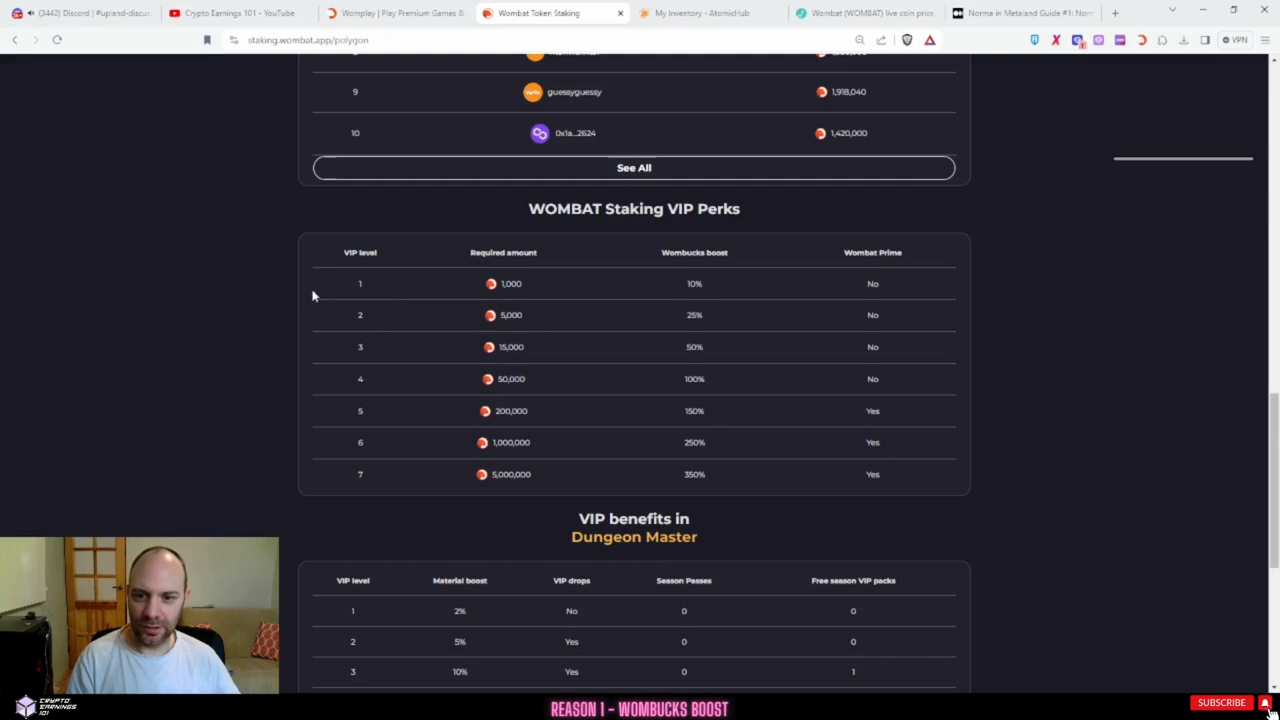 (3442) Discord | #upland-discus
Crypto Earnings 101 - YouTube
Womplay | Play Premium Games &
Wombat Token Staking
My Inventory - AtomicHub
Wombat (WOMBAT) live coin price,
Norma in Metaland Guide #1: Norm
staking.wombat.app/polygon
VPN
9 guessyguessy 1,918,040
10 0x1a...2624 1,420,000
See All
WOMBAT Staking VIP Perks
VIP level Required amount Wombucks boost Wombat Prime
1 1,000 10% No
2 5,000 25% No
3 15,000 50% No
4 50,000 100% No
5 200,000 150% Yes
6 1,000,000 250% Yes
7 5,000,000 350% Yes
VIP benefits in
Dungeon Master
VIP level Material boost VIP drops Season Passes Free season VIP packs
1 2% No 0 0
2 5% Yes 0 0
3 10% Yes 0 1
CRYPTO
EARNINGS
101
REASON 1 - WOMBUCKS BOOST
SUBSCRIBE